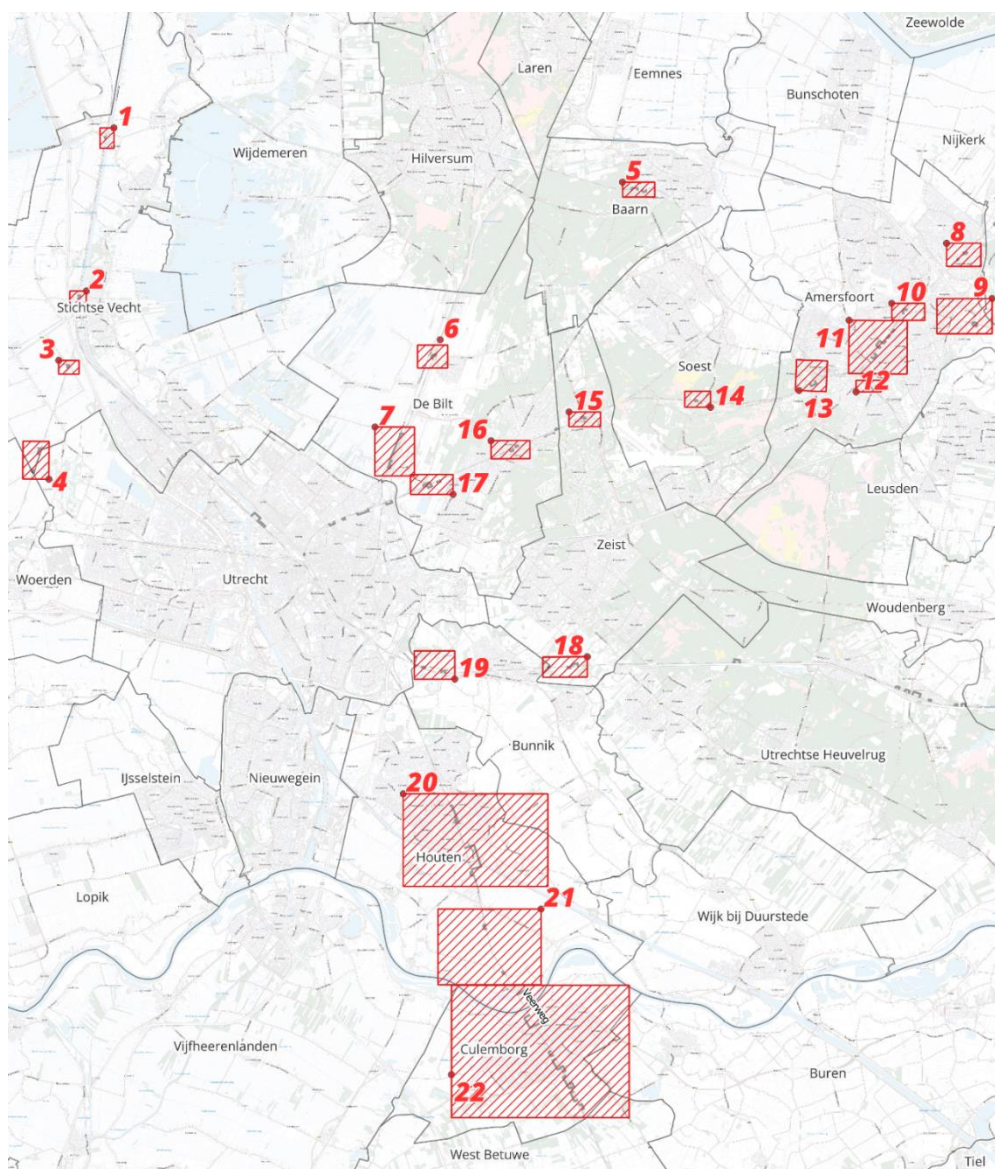 Zeewolde
Laren
Eemnes
Bunschoten
1
Wijdemeren
Hilversum
Nijkerk
5
Baarn
8
2
Stichtse Vecht
Amersfoort
10
9
6
11
3
Soest
12
13
14
De Bilt
15
7
16
4
17
Leusden
Zeist
Woerden
Utrecht
Woudenberg
18
19
Bunnik
Utrechtse Heuvelrug
IJsselstein
Nieuwegein
20
Houten
Lopik
21
Wijk bij Duurstede
Veerweg
Vijfheerenlanden
Culemborg
Buren
22
West Betuwe
Tiel